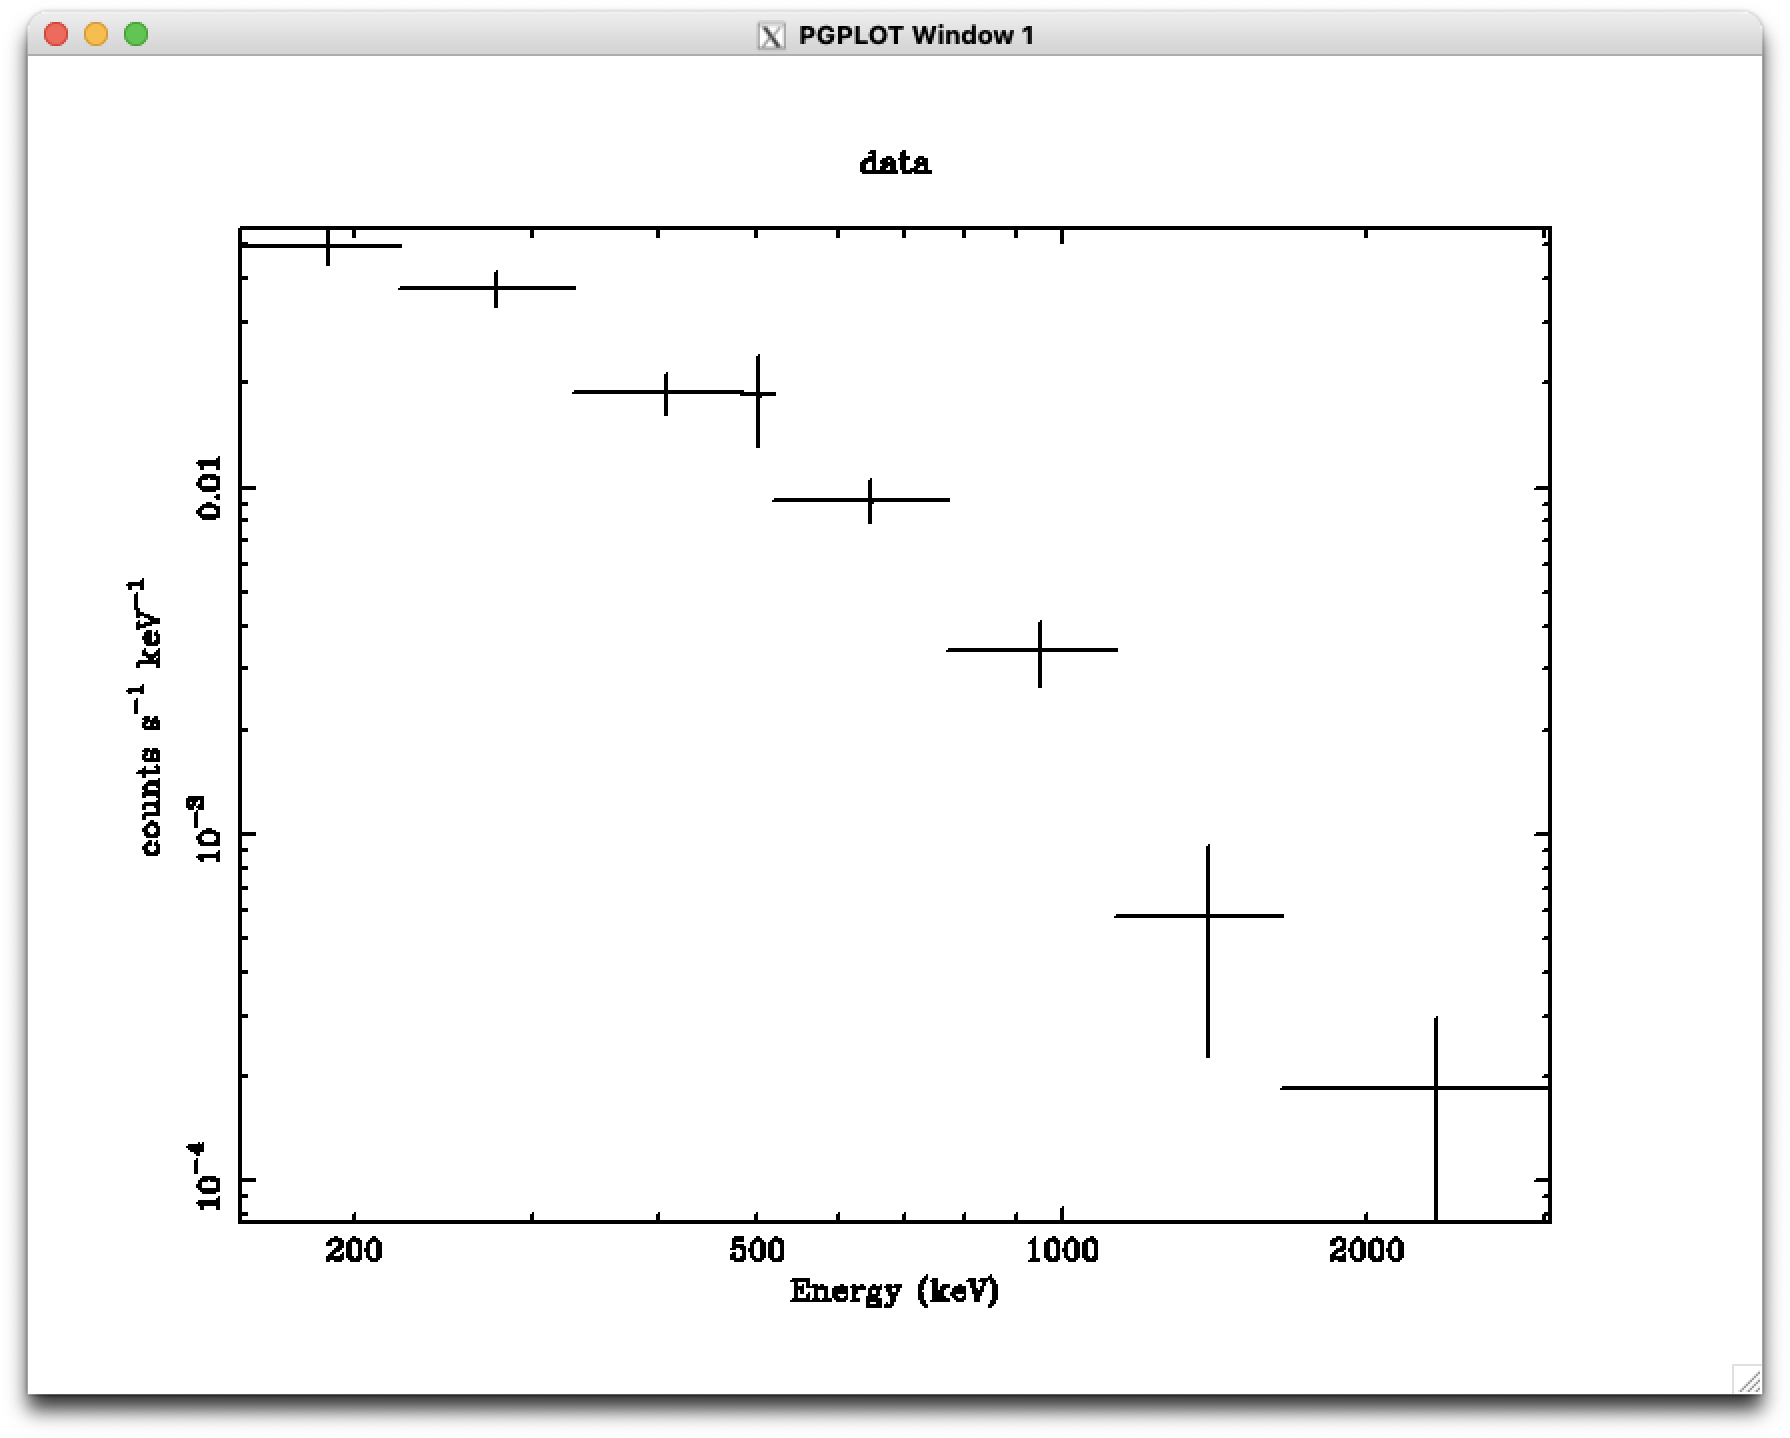 PGPLOT Window 1
data
counts s⁻¹ keV⁻¹
0.01
10⁻³
10⁻⁴
200 500 1000 2000
Energy (keV)